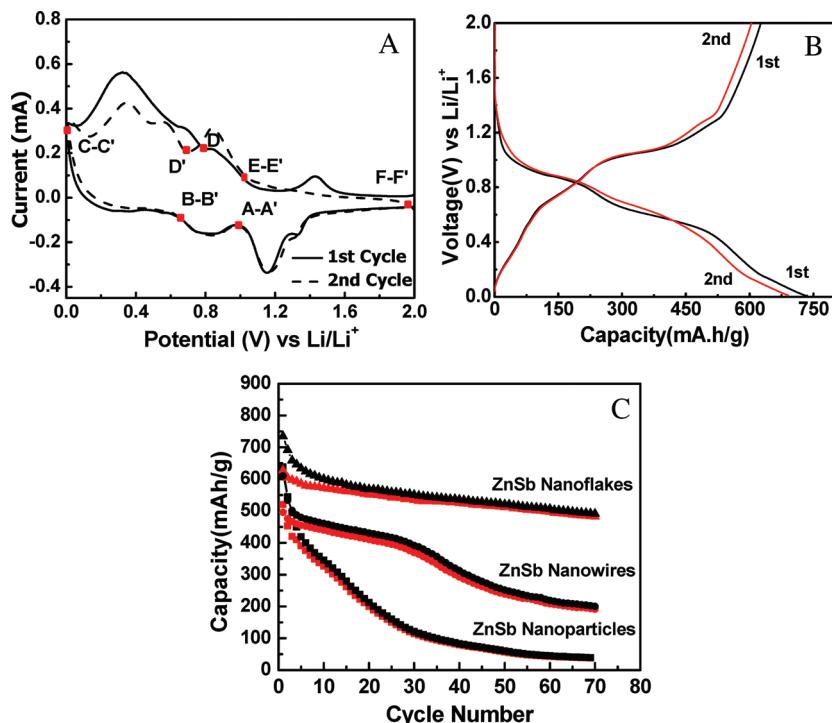 A
0.8
0.6
0.4
0.2
0.0
-0.2
-0.4
Current (mA)
C-C'
D'
D
E-E'
F-F'
B-B'
A-A'
1st Cycle
2nd Cycle
0.0 0.4 0.8 1.2 1.6 2.0
Potential (V) vs Li/Li⁺
B
2.0
1.6
1.2
0.8
0.4
0.0
Voltage(V) vs Li/Li⁺
2nd
1st
2nd
1st
0 150 300 450 600 750
Capacity(mA.h/g)
C
900
800
700
600
500
400
300
200
100
0
Capacity(mAh/g)
ZnSb Nanoflakes
ZnSb Nanowires
ZnSb Nanoparticles
0 10 20 30 40 50 60 70 80
Cycle Number